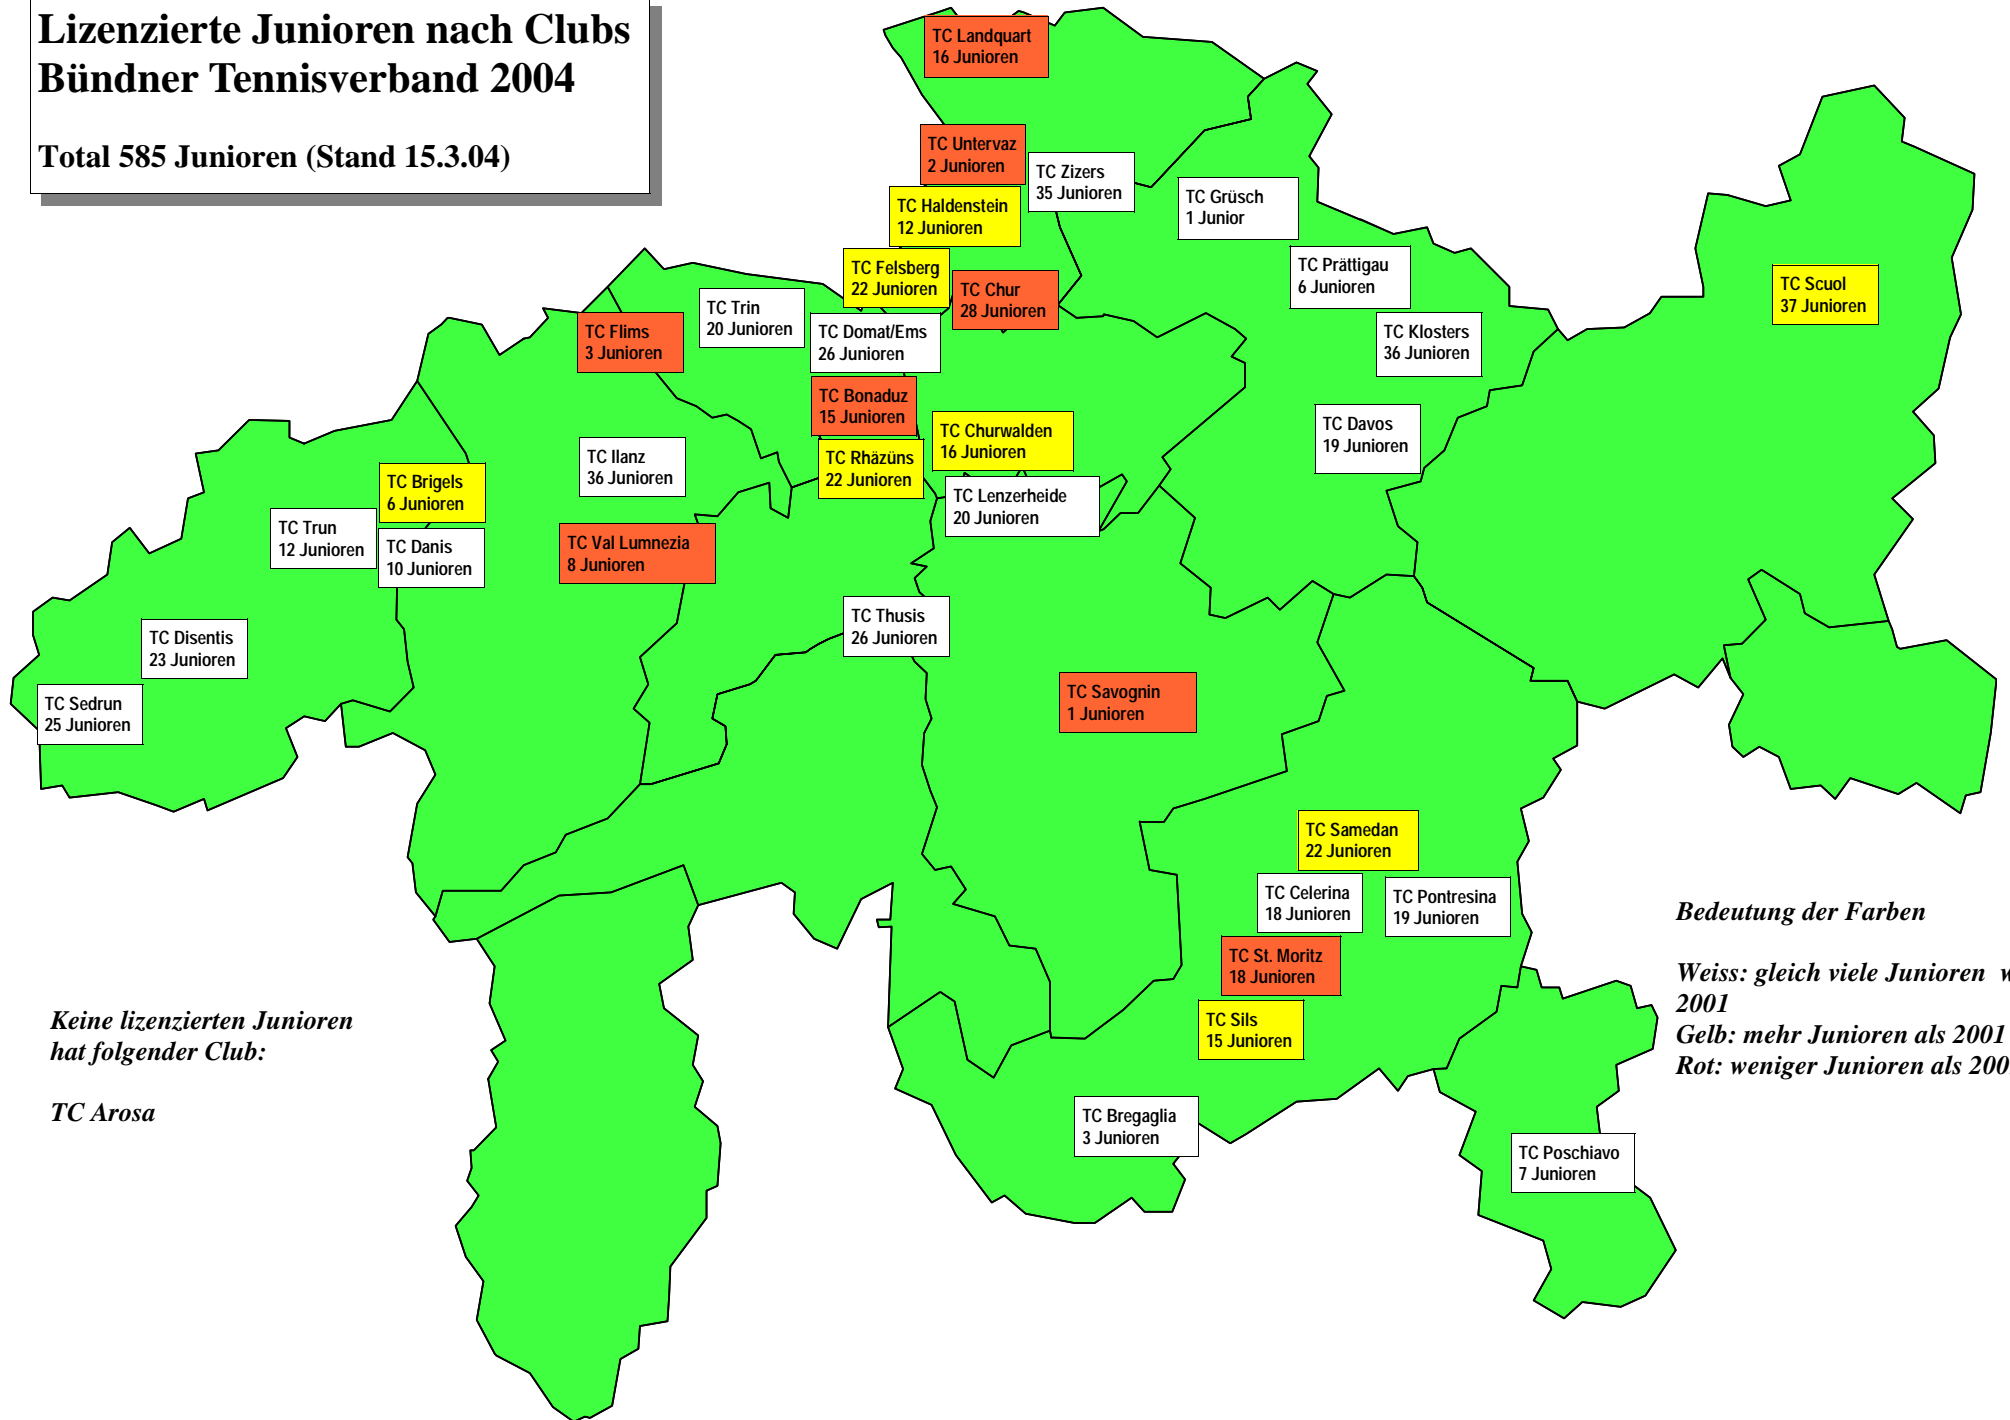 Lizenzierte Junioren nach Clubs
Bündner Tennisverband 2004
Total 585 Junioren (Stand 15.3.04)
TC Landquart
16 Junioren
TC Untervaz
2 Junioren
TC Zizers
35 Junioren
TC Grüsch
1 Junior
TC Haldenstein
12 Junioren
TC Felsberg
22 Junioren
TC Chur
28 Junioren
TC Prättigau
6 Junioren
TC Scuol
37 Junioren
TC Trin
20 Junioren
TC Flims
3 Junioren
TC Domat/Ems
26 Junioren
TC Klosters
36 Junioren
TC Bonaduz
15 Junioren
TC Churwalden
16 Junioren
TC Davos
19 Junioren
TC Ilanz
36 Junioren
TC Rhäzüns
22 Junioren
TC Brigels
6 Junioren
TC Lenzerheide
20 Junioren
TC Trun
12 Junioren
TC Danis
10 Junioren
TC Val Lumnezia
8 Junioren
TC Thusis
26 Junioren
TC Disentis
23 Junioren
TC Sedrun
25 Junioren
TC Savognin
1 Junioren
TC Samedan
22 Junioren
TC Celerina
18 Junioren
TC Pontresina
19 Junioren
TC St. Moritz
18 Junioren
TC Sils
15 Junioren
TC Bregaglia
3 Junioren
TC Poschiavo
7 Junioren
Keine lizenzierten Junioren
hat folgender Club:
TC Arosa
Bedeutung der Farben
Weiss: gleich viele Junioren
2001
Gelb: mehr Junioren als 2001
Rot: weniger Junioren als 200